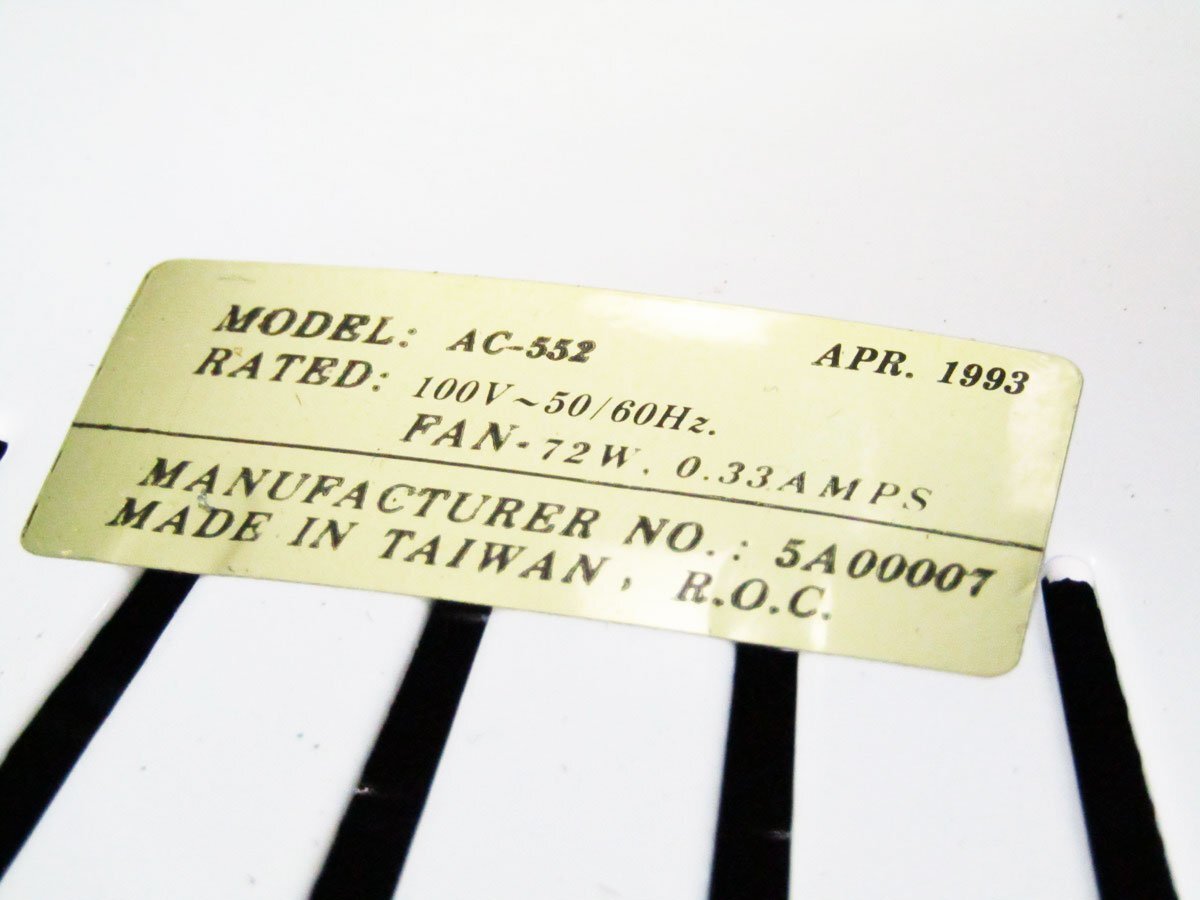 MODEL: AC-552 APR. 1993
RATED: 100V~50/60Hz.
FAN-72W. 0.33AMPS
MANUFACTURER NO.: 5A00007
MADE IN TAIWAN, R.O.C.